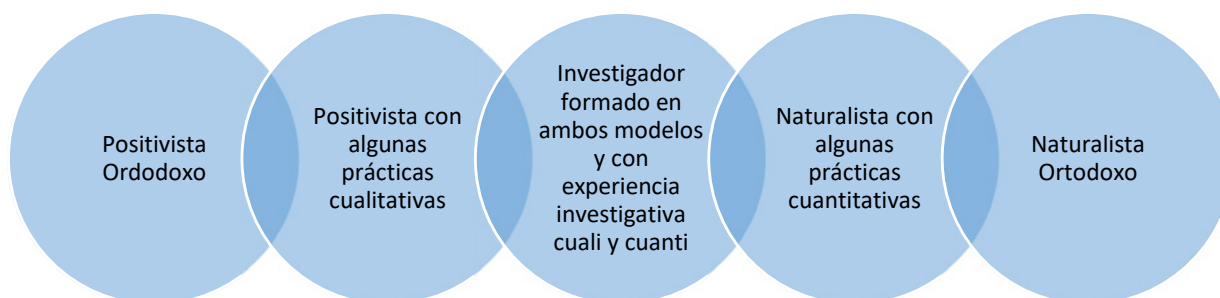 Positivista
Ordodoxo
Positivista con
algunas
prácticas
cualitativas
Investigador
formado en
ambos modelos
y con
experiencia
investigativa
cuali y cuanti
Naturalista con
algunas
prácticas
cuantitativas
Naturalista
Ortodoxo